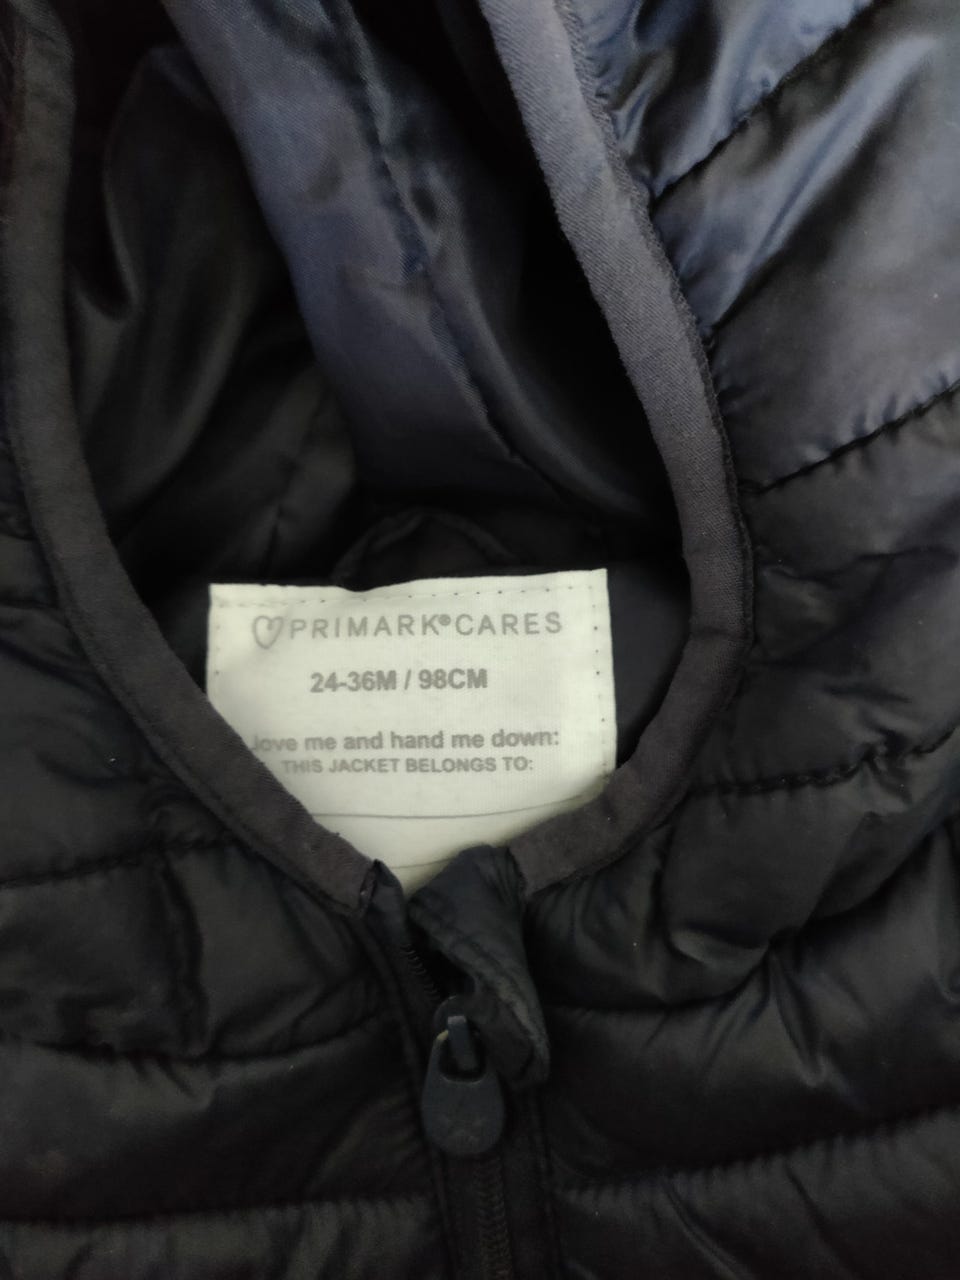 PRIMARK®CARES
24-36M / 98CM
love me and hand me down:
THIS JACKET BELONGS TO: